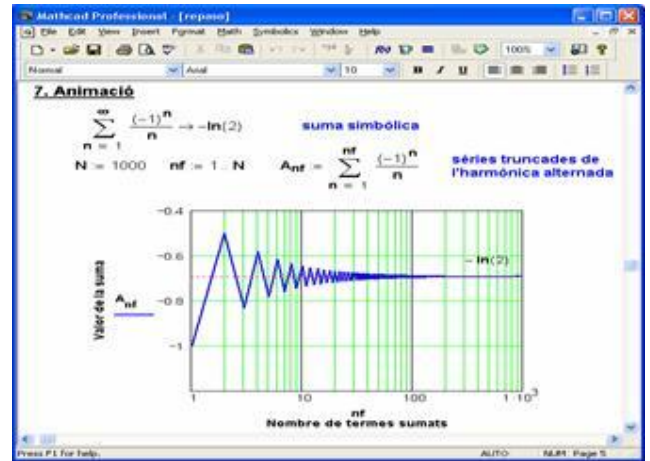 Mathcad Professional - [repaso]
File Edit View Insert Format Math Symbolics Window Help
100%
Normal Arial 10 B I U
7. Animació
∞
∑ (-1)^n / n → -ln(2) suma simbólica
n = 1
N := 1000 nf := 1 .. N A_nf := ∑ (-1)^n / n
nf
n = 1
séries truncades de
l'harmònica alternada
-0.4
-0.6
-0.8
-1
Valor de la suma
A_nf
- ln(2)
1 10 100 1·10^3
nf
Nombre de termes sumats
Press F1 for help. AUTO NUM Page 5